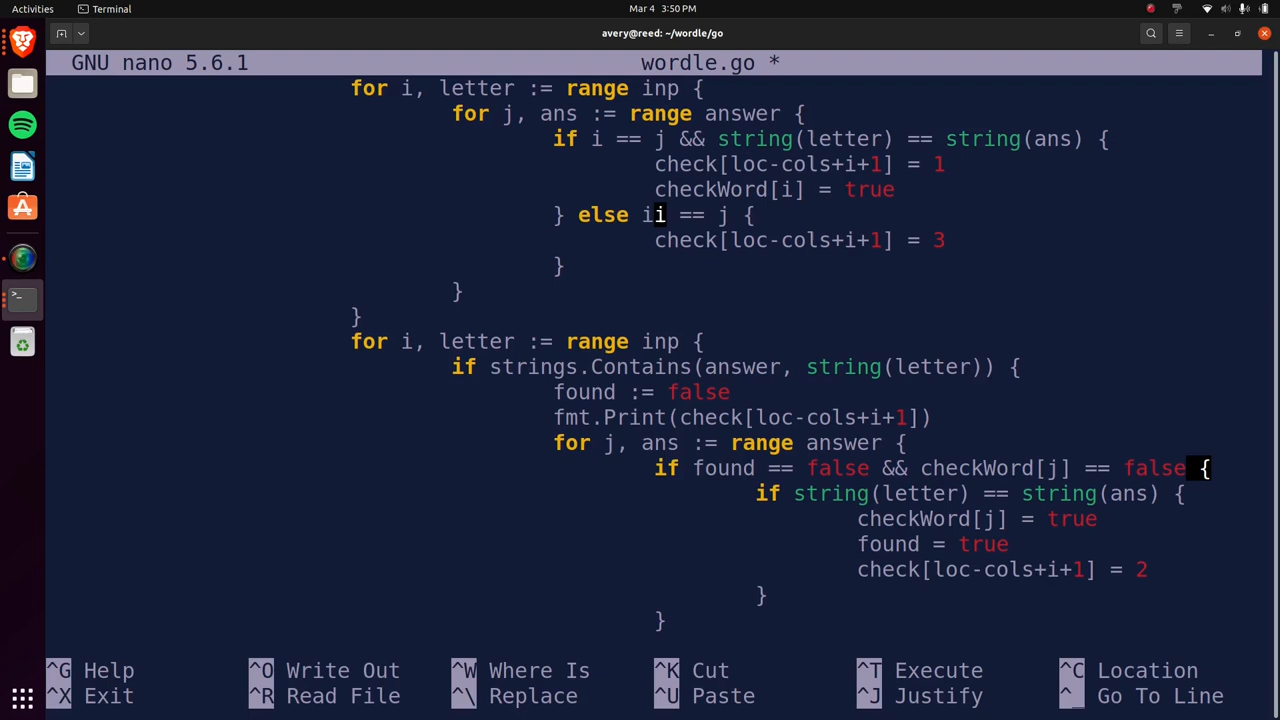 Activities Terminal Mar 4 3:50 PM
avery@reed: ~/wordle/go
GNU nano 5.6.1 wordle.go *
for i, letter := range inp {
for j, ans := range answer {
if i == j && string(letter) == string(ans) {
check[loc-cols+i+1] = 1
checkWord[i] = true
} else ii == j {
check[loc-cols+i+1] = 3
}
}
}
for i, letter := range inp {
if strings.Contains(answer, string(letter)) {
found := false
fmt.Print(check[loc-cols+i+1])
for j, ans := range answer {
if found == false && checkWord[j] == false {
if string(letter) == string(ans) {
checkWord[j] = true
found = true
check[loc-cols+i+1] = 2
}
}
^G Help ^O Write Out ^W Where Is ^K Cut ^T Execute ^C Location
^X Exit ^R Read File ^\ Replace ^U Paste ^J Justify ^_ Go To Line